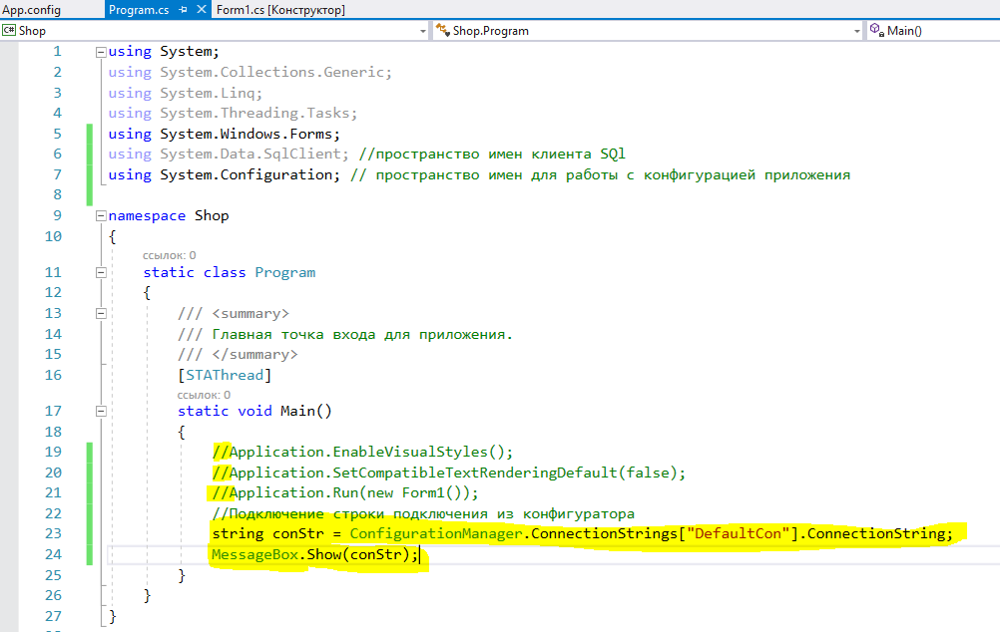 App.config Program.cs Form1.cs [Конструктор]
C# Shop Shop.Program Main()
1 using System;
2 using System.Collections.Generic;
3 using System.Linq;
4 using System.Threading.Tasks;
5 using System.Windows.Forms;
6 using System.Data.SqlClient; //пространство имен клиента SQl
7 using System.Configuration; // пространство имен для работы с конфигурацией приложения
8
9 namespace Shop
10 {
ссылок: 0
11 static class Program
12 {
13 /// <summary>
14 /// Главная точка входа для приложения.
15 /// </summary>
16 [STAThread]
ссылок: 0
17 static void Main()
18 {
19 //Application.EnableVisualStyles();
20 //Application.SetCompatibleTextRenderingDefault(false);
21 //Application.Run(new Form1());
22 //Подключение строки подключения из конфигуратора
23 string conStr = ConfigurationManager.ConnectionStrings["DefaultCon"].ConnectionString;
24 MessageBox.Show(conStr);
25 }
26 }
27 }